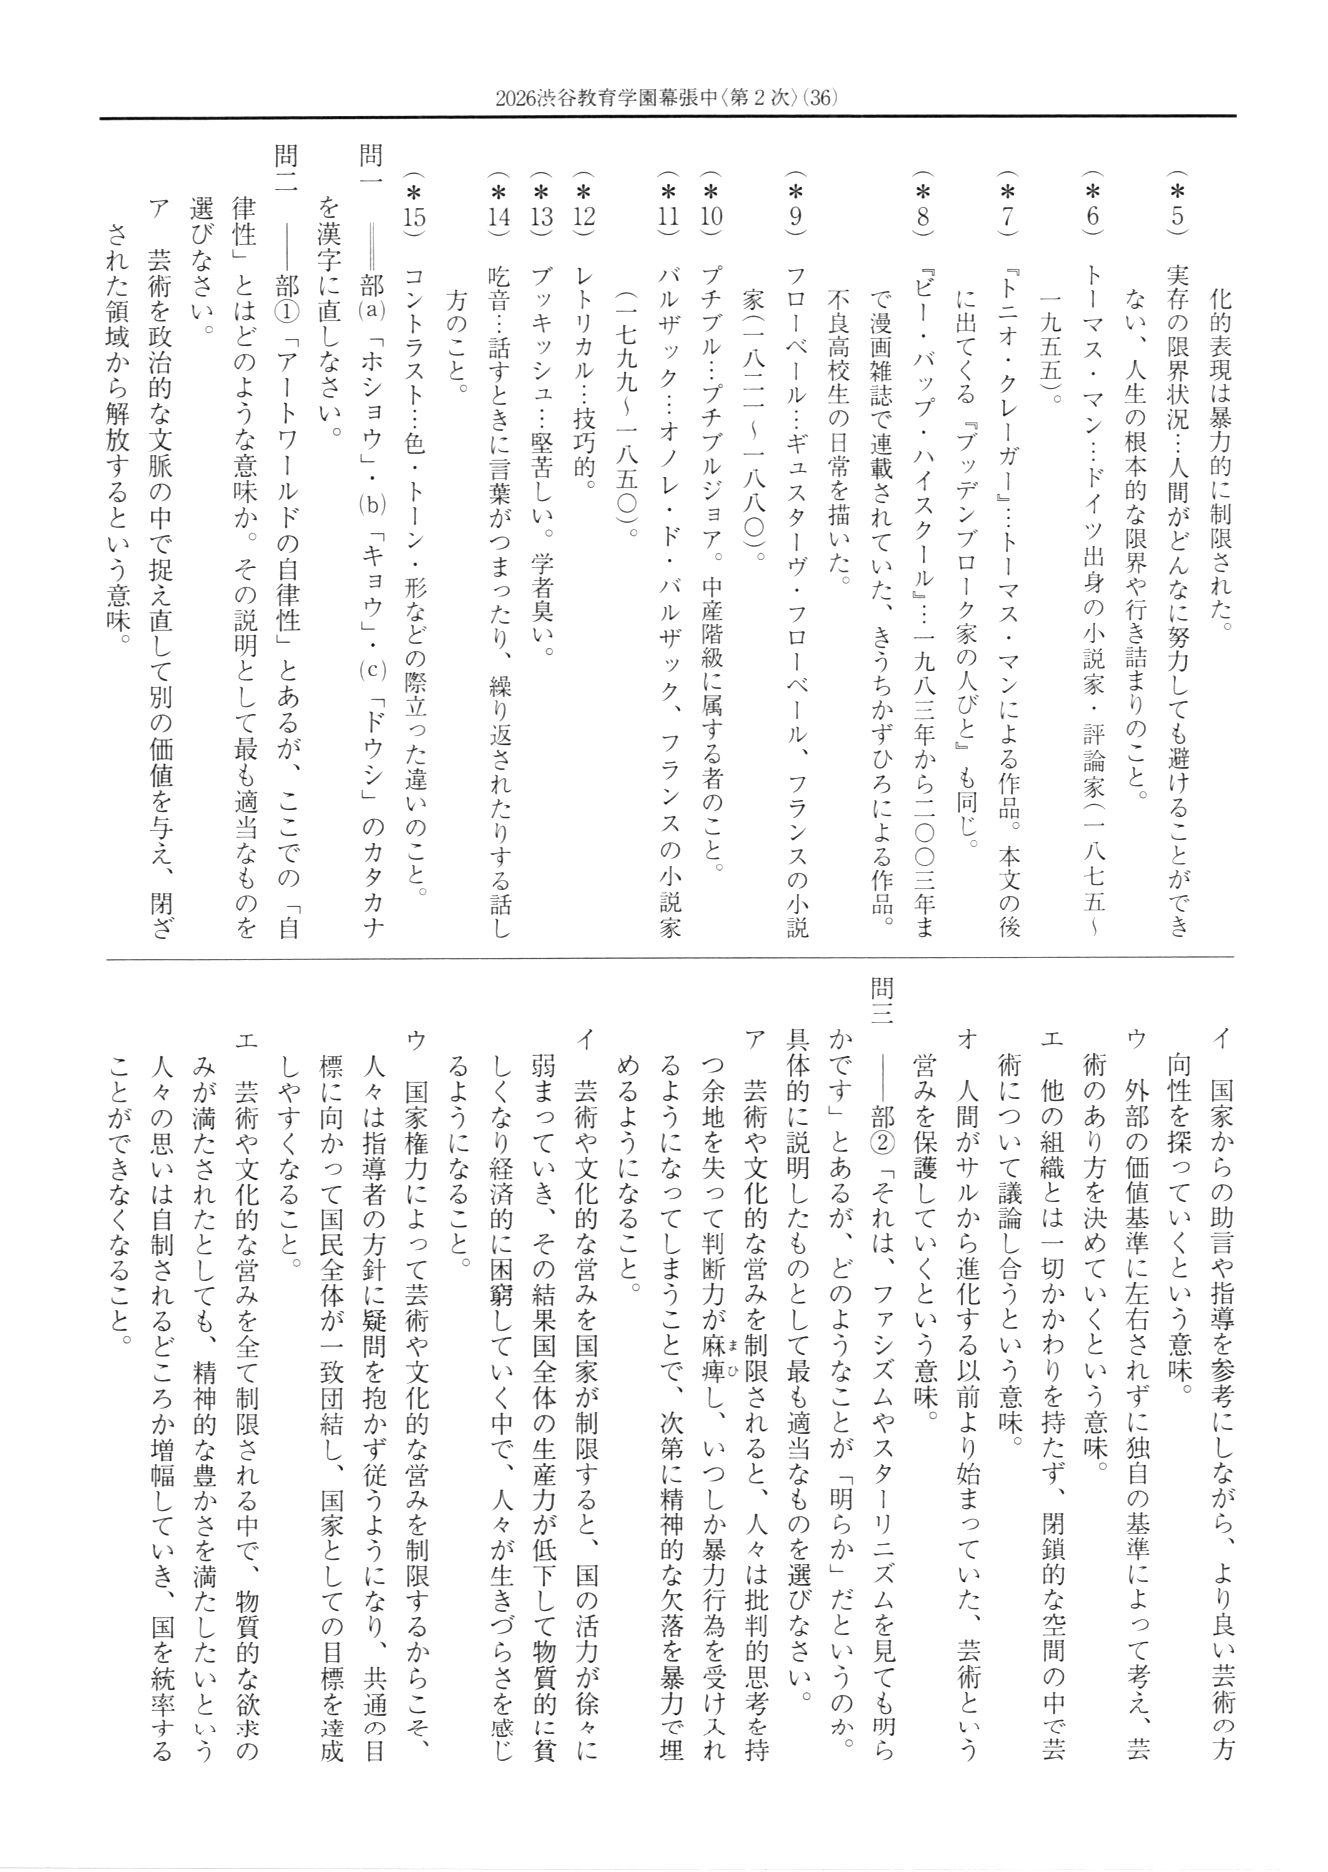 2026渋谷教育学園幕張中〈第2次〉(36)
化的表現は暴力的に制限された。
(＊5) 実存の限界状況…人間がどんなに努力しても避けることができ
ない、人生の根本的な限界や行き詰まりのこと。
(＊6) トーマス・マン…ドイツ出身の小説家・評論家(一八七五～
一九五五)。
(＊7) 『トニオ・クレーガー』…トーマス・マンによる作品。本文の後
に出てくる『ブッデンブローク家の人びと』も同じ。
(＊8) 『ビー・バップ・ハイスクール』…一九八三年から二〇〇三年ま
で漫画雑誌で連載されていた、きうちかずひろによる作品。
不良高校生の日常を描いた。
(＊9) フローベール…ギュスターヴ・フローベール、フランスの小説
家(一八二一～一八八〇)。
(＊10) プチブル…プチブルジョア。中産階級に属する者のこと。
(＊11) バルザック…オノレ・ド・バルザック、フランスの小説家
(一七九九～一八五〇)。
(＊12) レトリカル…技巧的。
(＊13) ブッキッシュ…堅苦しい。学者臭い。
(＊14) 吃音…話すときに言葉がつまったり、繰り返されたりする話し
方のこと。
(＊15) コントラスト…色・トーン・形などの際立った違いのこと。
問一 ＝＝部(a)「ホショウ」・(b)「キョウ」・(c)「ドウシ」のカタカナ
を漢字に直しなさい。
問二 ――部①「アートワールドの自律性」とあるが、ここでの「自
律性」とはどのような意味か。その説明として最も適当なものを
選びなさい。
ア 芸術を政治的な文脈の中で捉え直して別の価値を与え、閉ざ
された領域から解放するという意味。
イ 国家からの助言や指導を参考にしながら、より良い芸術の方
向性を探っていくという意味。
ウ 外部の価値基準に左右されずに独自の基準によって考え、芸
術のあり方を決めていくという意味。
エ 他の組織とは一切かかわりを持たず、閉鎖的な空間の中で芸
術について議論し合うという意味。
オ 人間がサルから進化する以前より始まっていた、芸術という
営みを保護していくという意味。
問三 ――部②「それは、ファシズムやスターリニズムを見ても明ら
かです」とあるが、どのようなことが「明らか」だというのか。
具体的に説明したものとして最も適当なものを選びなさい。
ア 芸術や文化的な営みを制限されると、人々は批判的思考を持
つ余地を失って判断力が麻痺まひし、いつしか暴力行為を受け入れ
るようになってしまうことで、次第に精神的な欠落を暴力で埋
めるようになること。
イ 芸術や文化的な営みを国家が制限すると、国の活力が徐々に
弱まっていき、その結果国全体の生産力が低下して物質的に貧
しくなり経済的に困窮していく中で、人々が生きづらさを感じ
るようになること。
ウ 国家権力によって芸術や文化的な営みを制限するからこそ、
人々は指導者の方針に疑問を抱かず従うようになり、共通の目
標に向かって国民全体が一致団結し、国家としての目標を達成
しやすくなること。
エ 芸術や文化的な営みを全て制限される中で、物質的な欲求の
みが満たされたとしても、精神的な豊かさを満たしたいという
人々の思いは自制されるどころか増幅していき、国を統率する
ことができなくなること。